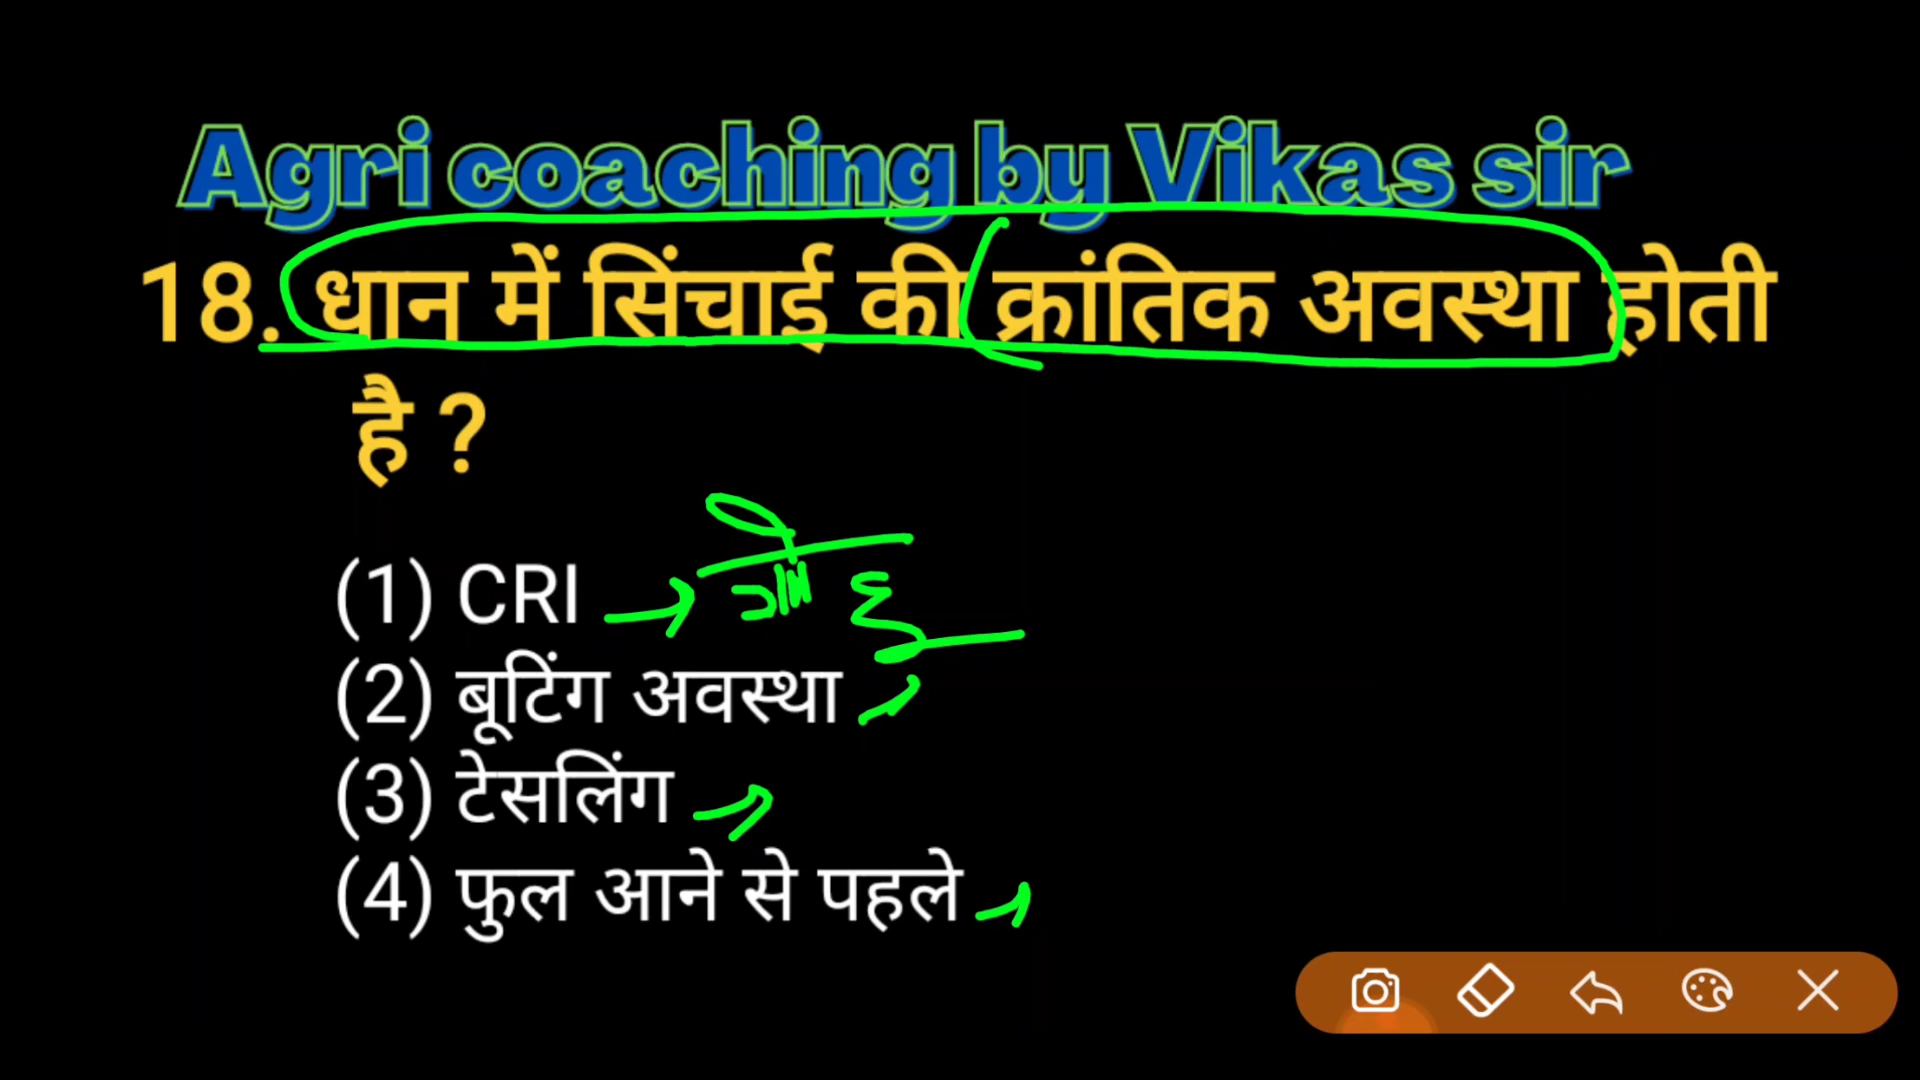 Agri coaching by Vikas sir
18. धान में सिंचाई की क्रांतिक अवस्था होती
है ?
(1) CRI → गेहूँ
(2) बूटिंग अवस्था
(3) टेसलिंग
(4) फुल आने से पहले